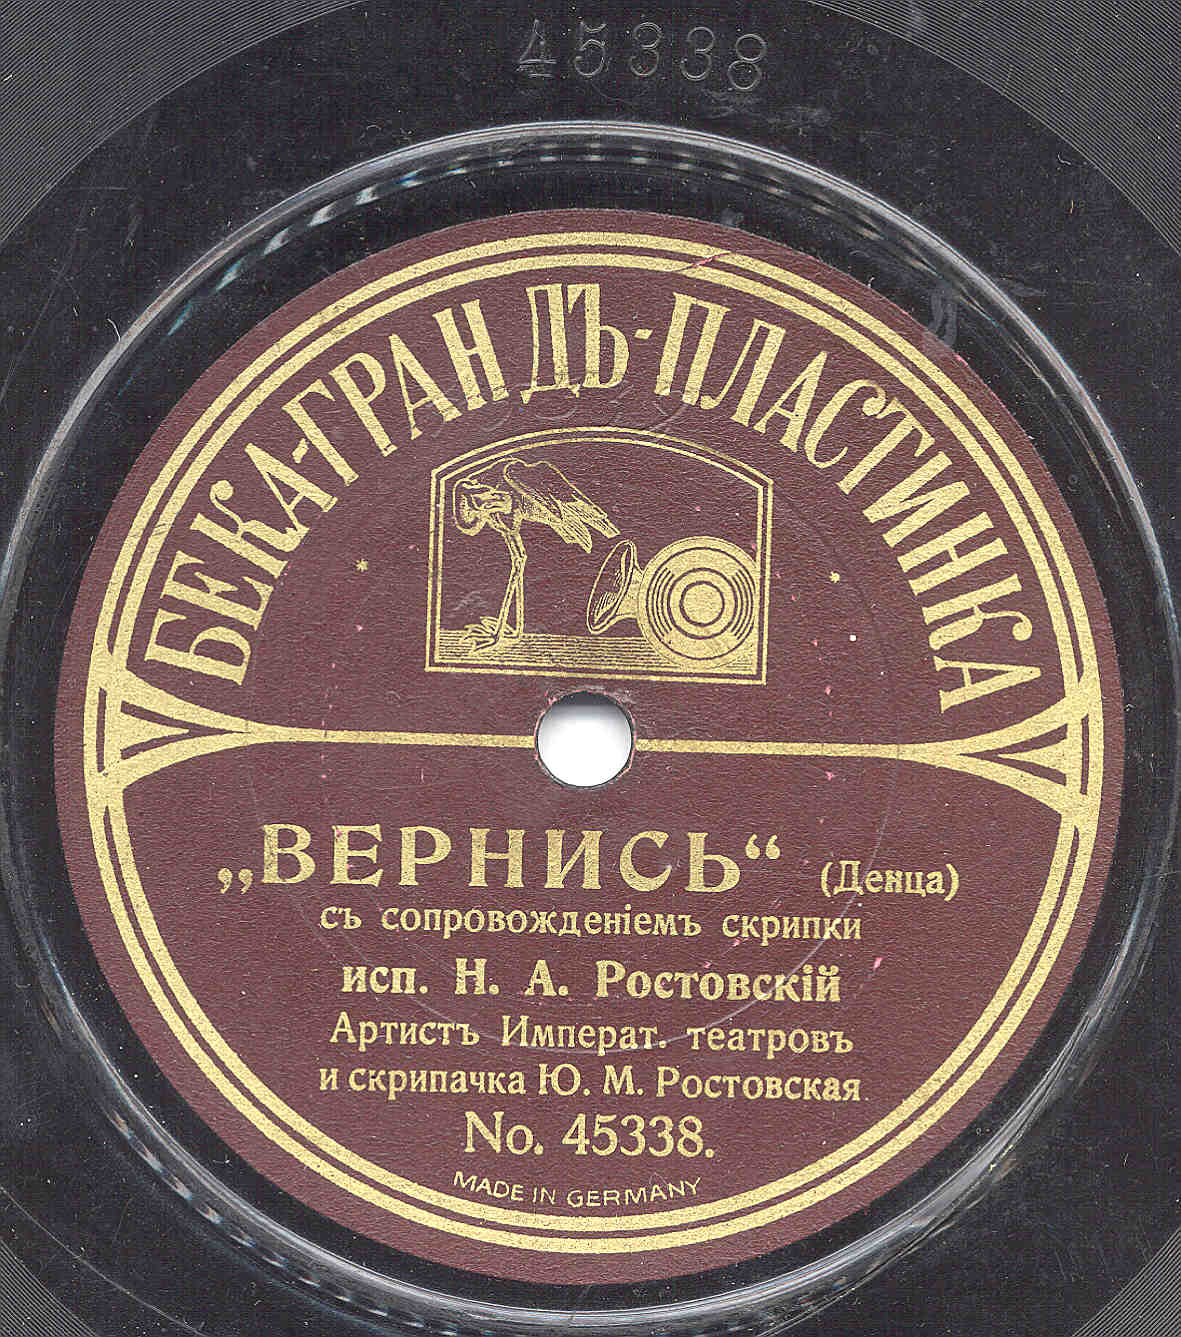 45338
БЕКА-ГРАНДЪ-ПЛАСТИНКА
„ВЕРНИСЬ“ (Денца)
съ сопровожденіемъ скрипки
исп. Н. А. Ростовскій
Артистъ Императ. театровъ
и скрипачка Ю. М. Ростовская.
No. 45338.
MADE IN GERMANY